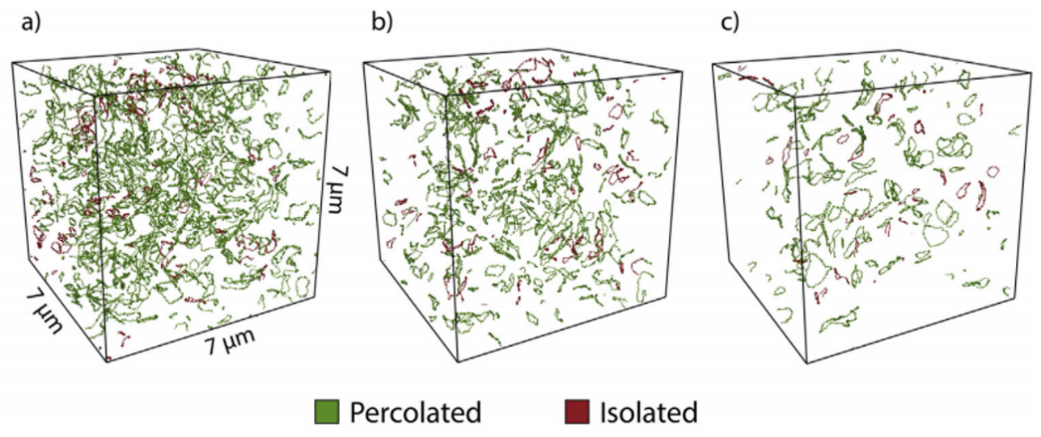 a)
b)
c)
7 µm
7 µm
7 µm
Percolated
Isolated